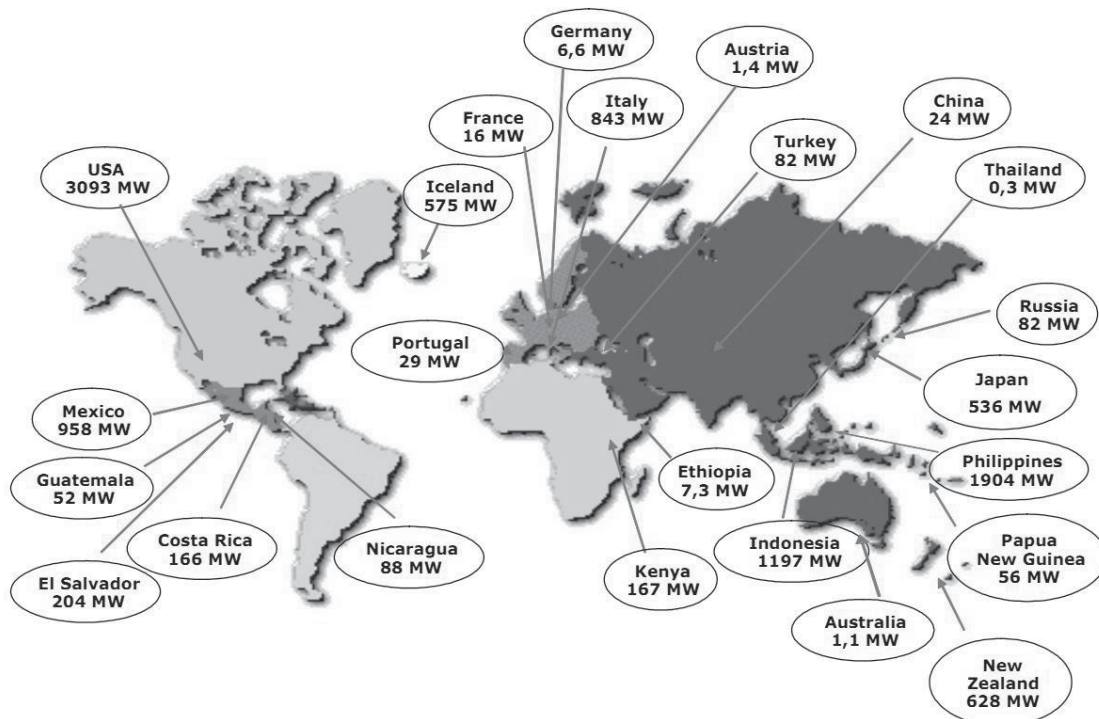 Germany
6,6 MW
Austria
1,4 MW
Italy
843 MW
China
24 MW
France
16 MW
Turkey
82 MW
Thailand
0,3 MW
USA
3093 MW
Iceland
575 MW
Russia
82 MW
Portugal
29 MW
Japan
536 MW
Mexico
958 MW
Philippines
1904 MW
Guatemala
52 MW
Ethiopia
7,3 MW
Costa Rica
166 MW
Nicaragua
88 MW
Indonesia
1197 MW
Papua
New Guinea
56 MW
Kenya
167 MW
El Salvador
204 MW
Australia
1,1 MW
New
Zealand
628 MW